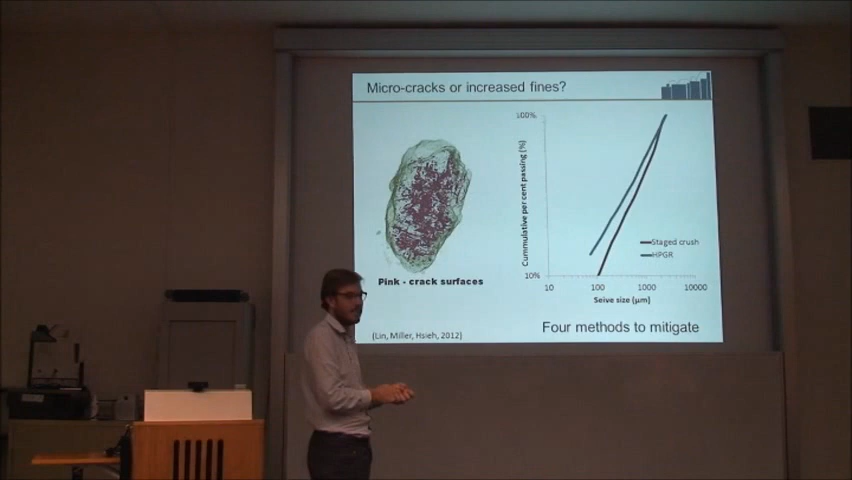 Micro-cracks or increased fines?
100%
Cummulative per cent passing (%)
Staged crush
HPGR
10%
10
100
1000
10000
Seive size (µm)
Pink - crack surfaces
(Lin, Miller, Hsieh, 2012)
Four methods to mitigate